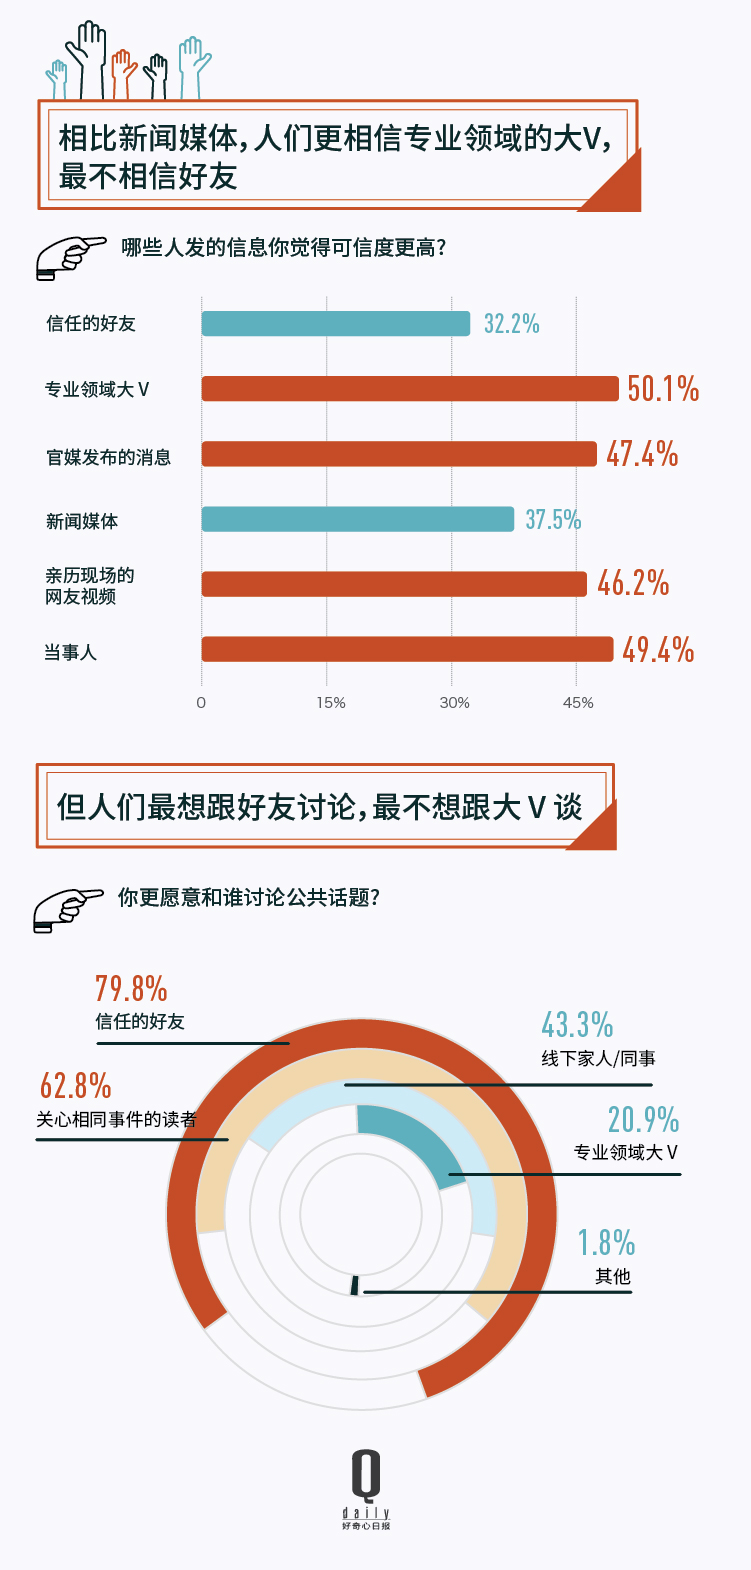 相比新闻媒体，人们更相信专业领域的大V，
最不相信好友
哪些人发的信息你觉得可信度更高？
信任的好友
32.2%
专业领域大 V
50.1%
官媒发布的消息
47.4%
新闻媒体
37.5%
亲历现场的
网友视频
46.2%
当事人
49.4%
0 15% 30% 45%
但人们最想跟好友讨论，最不想跟大 V 谈
你更愿意和谁讨论公共话题？
79.8%
信任的好友
43.3%
线下家人/同事
62.8%
关心相同事件的读者
20.9%
专业领域大 V
1.8%
其他
Q
daily
好奇心日报